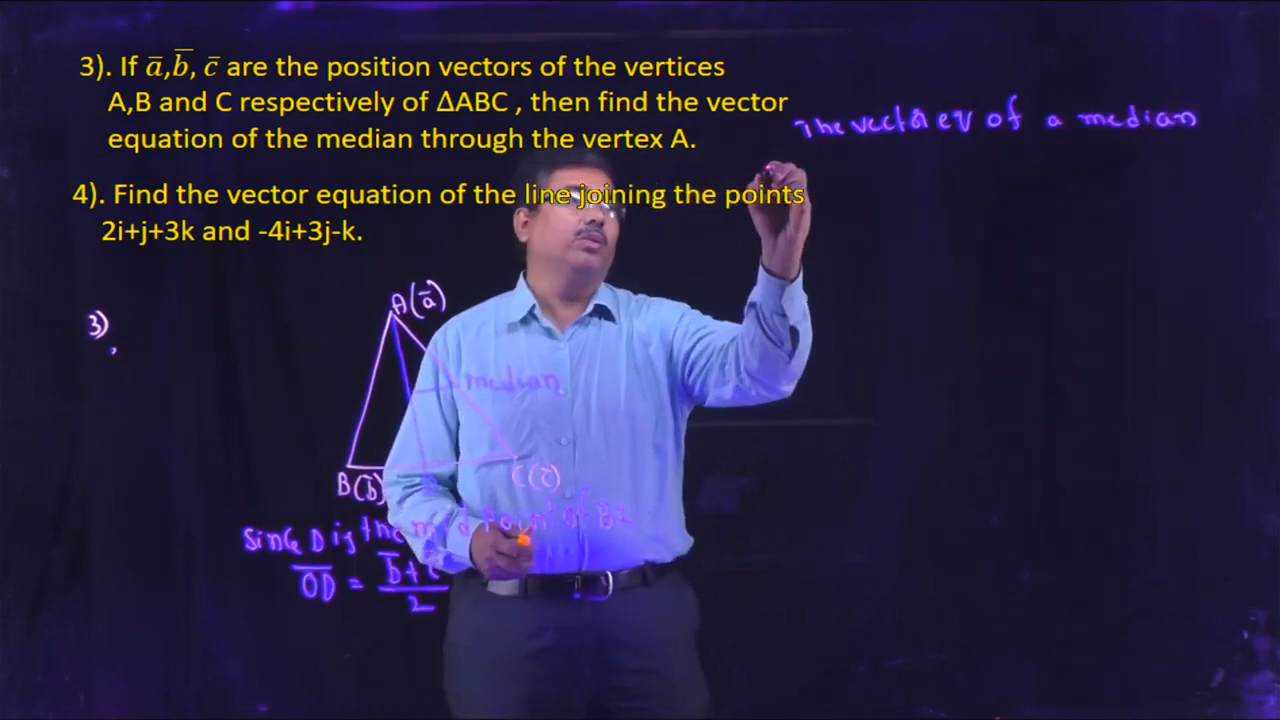 3). If a̅,b̅, c̅ are the position vectors of the vertices
A,B and C respectively of ΔABC , then find the vector
equation of the median through the vertex A.
The vector eq of a median
4). Find the vector equation of the line joining the points
2i+j+3k and -4i+3j-k.
3)
A(a̅)
median
B(b̅) D C(c̅)
Since D is the mid point of BC
O̅D̅ = b̅+c̅
2